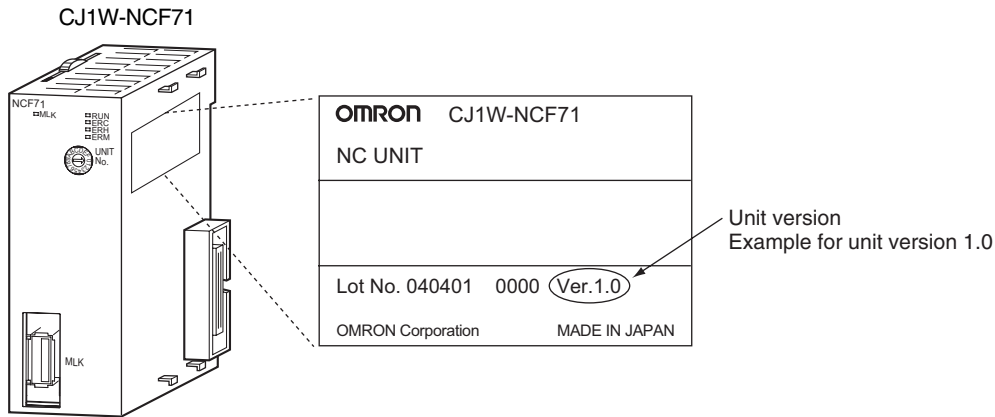 CJ1W-NCF71
NCF71
MLK
RUN
ERC
ERH
ERM
UNIT
No.
MLK
OMRON CJ1W-NCF71
NC UNIT
Lot No. 040401 0000 Ver.1.0
OMRON Corporation MADE IN JAPAN
Unit version
Example for unit version 1.0